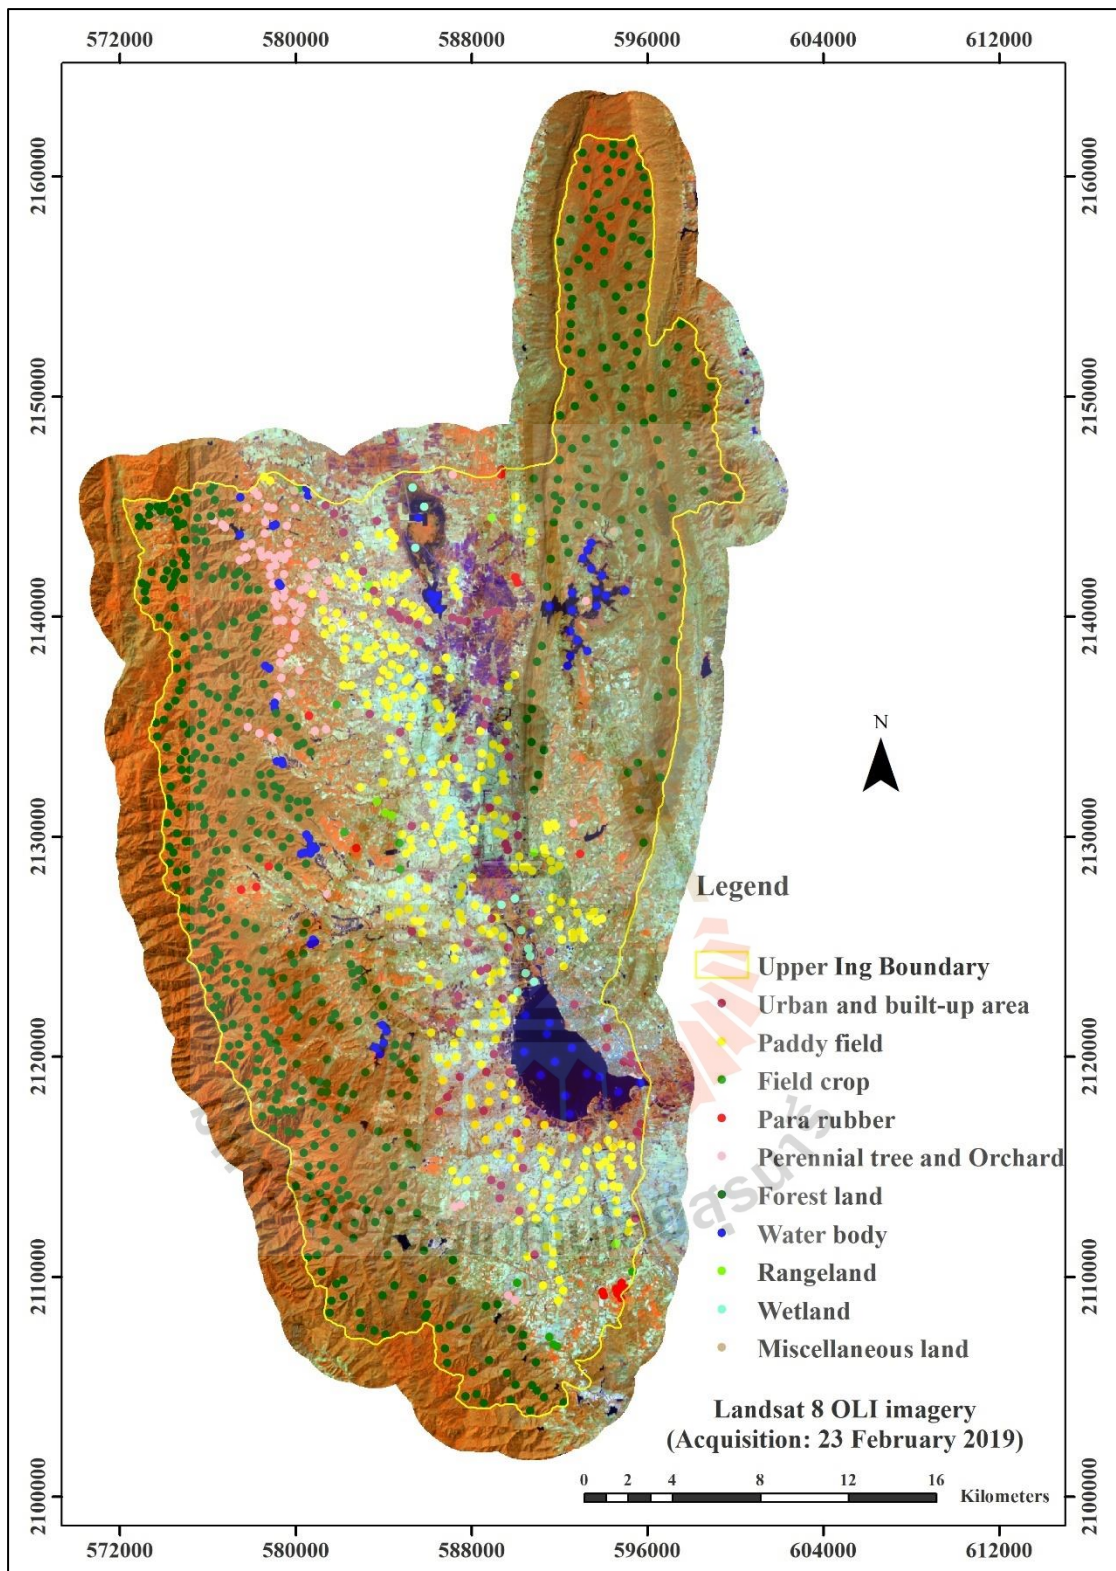 572000 580000 588000 596000 604000 612000
2160000 2160000
2150000 2150000
2140000 2140000
N
2130000 2130000
Legend
Upper Ing Boundary
Urban and built-up area
Paddy field
2120000 2120000
Field crop
Para rubber
Perennial tree and Orchard
Forest land
Water body
2110000 2110000
Rangeland
Wetland
Miscellaneous land
Landsat 8 OLI imagery
(Acquisition: 23 February 2019)
0 2 4 8 12 16
Kilometers
2100000 2100000
572000 580000 588000 596000 604000 612000